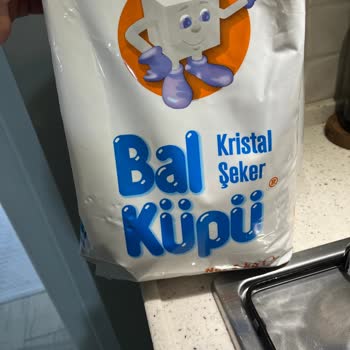 Bal
Küpü
Kristal
Şeker
®